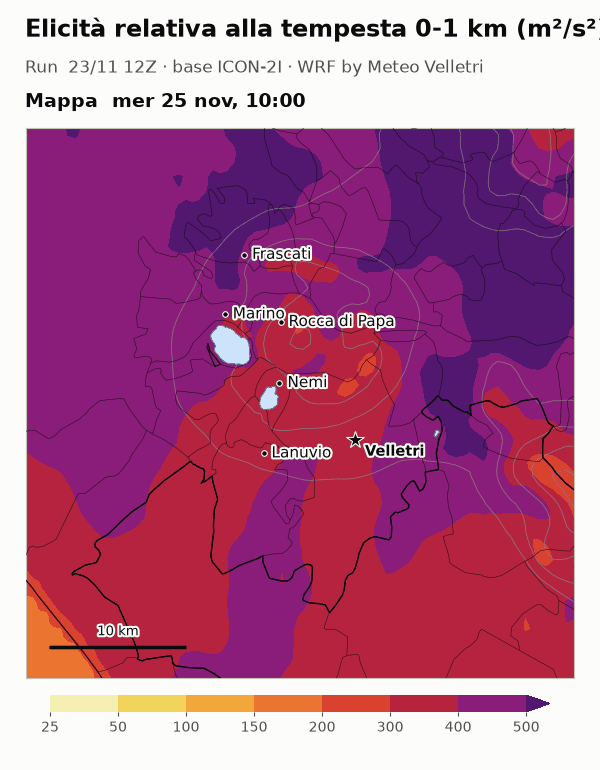 Elicità relativa alla tempesta 0-1 km (m²/s²)
Run  23/11 12Z · base ICON-2I · WRF by Meteo Velletri
Mappa  mer 25 nov, 10:00
Frascati
Marino
Rocca di Papa
Nemi
Velletri
Lanuvio
10 km
25 50 100 150 200 300 400 500